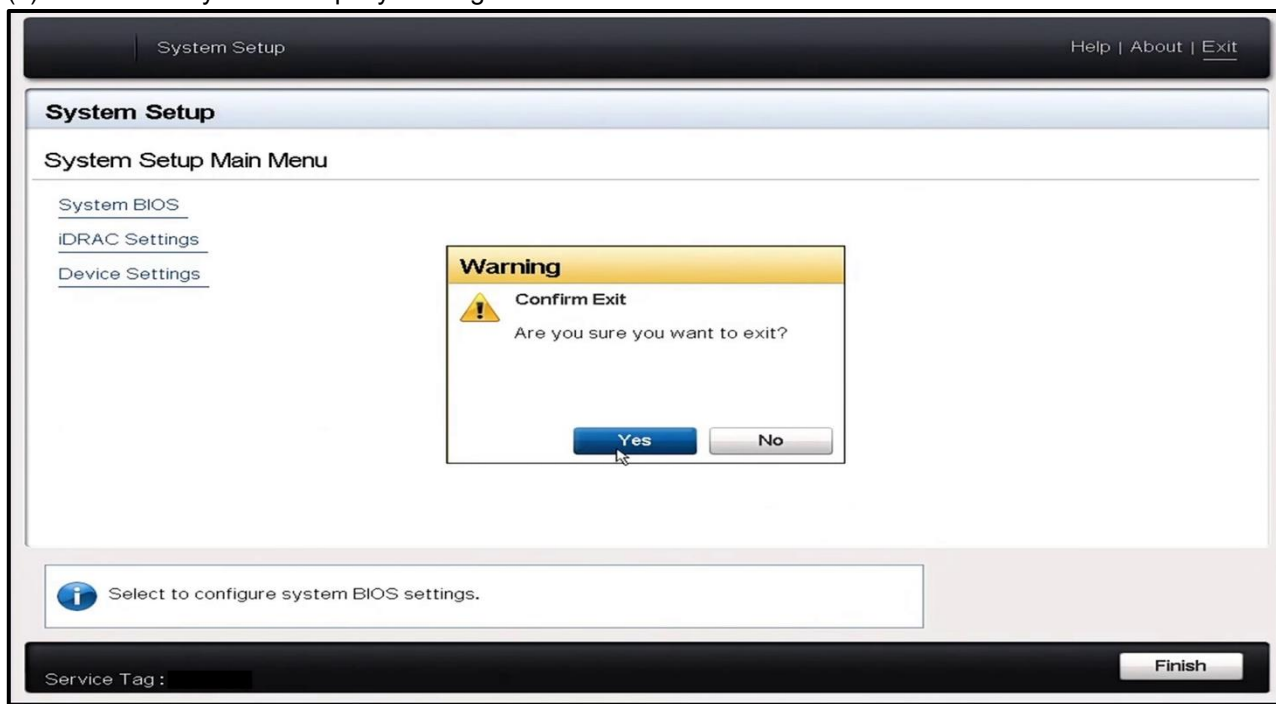 System Setup
Help | About | Exit
System Setup
System Setup Main Menu
System BIOS
iDRAC Settings
Device Settings
Warning
Confirm Exit
Are you sure you want to exit?
Yes
No
Select to configure system BIOS settings.
Service Tag :
Finish